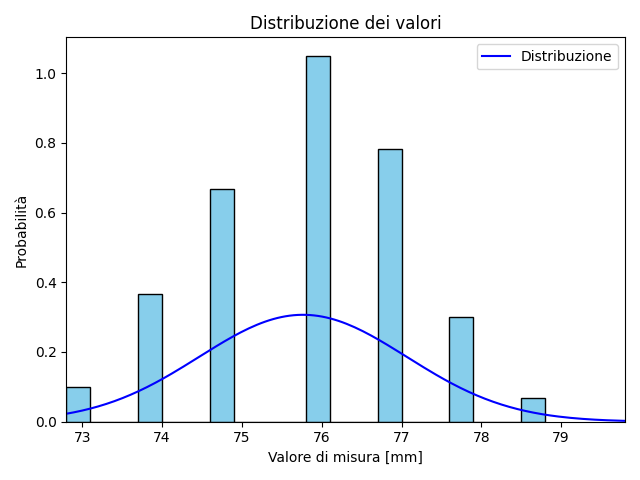 Distribuzione dei valori
Distribuzione
Probabilità
1.0
0.8
0.6
0.4
0.2
0.0
73 74 75 76 77 78 79
Valore di misura [mm]